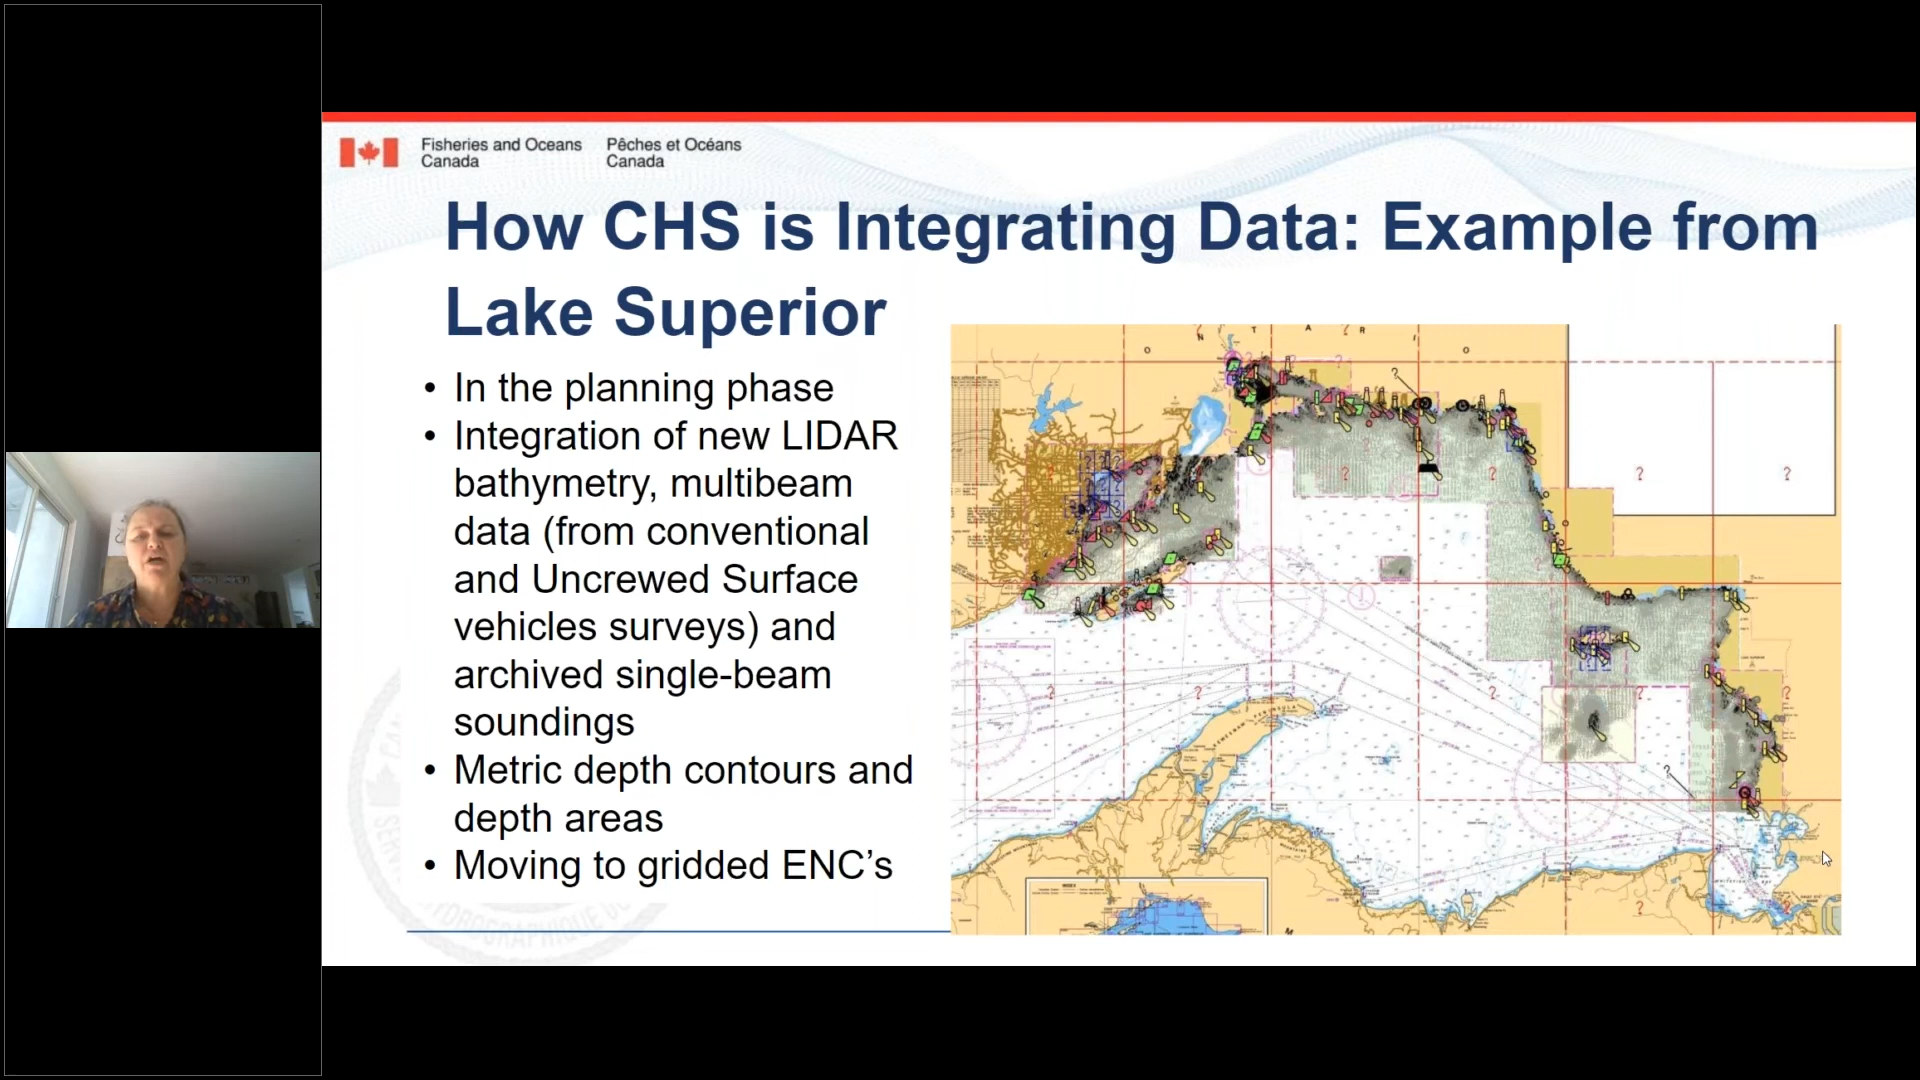 Fisheries and Oceans
Canada
Pêches et Océans
Canada
How CHS is Integrating Data: Example from
Lake Superior
• In the planning phase
• Integration of new LIDAR
bathymetry, multibeam
data (from conventional
and Uncrewed Surface
vehicles surveys) and
archived single-beam
soundings
• Metric depth contours and
depth areas
• Moving to gridded ENC’s
O N T A R I O